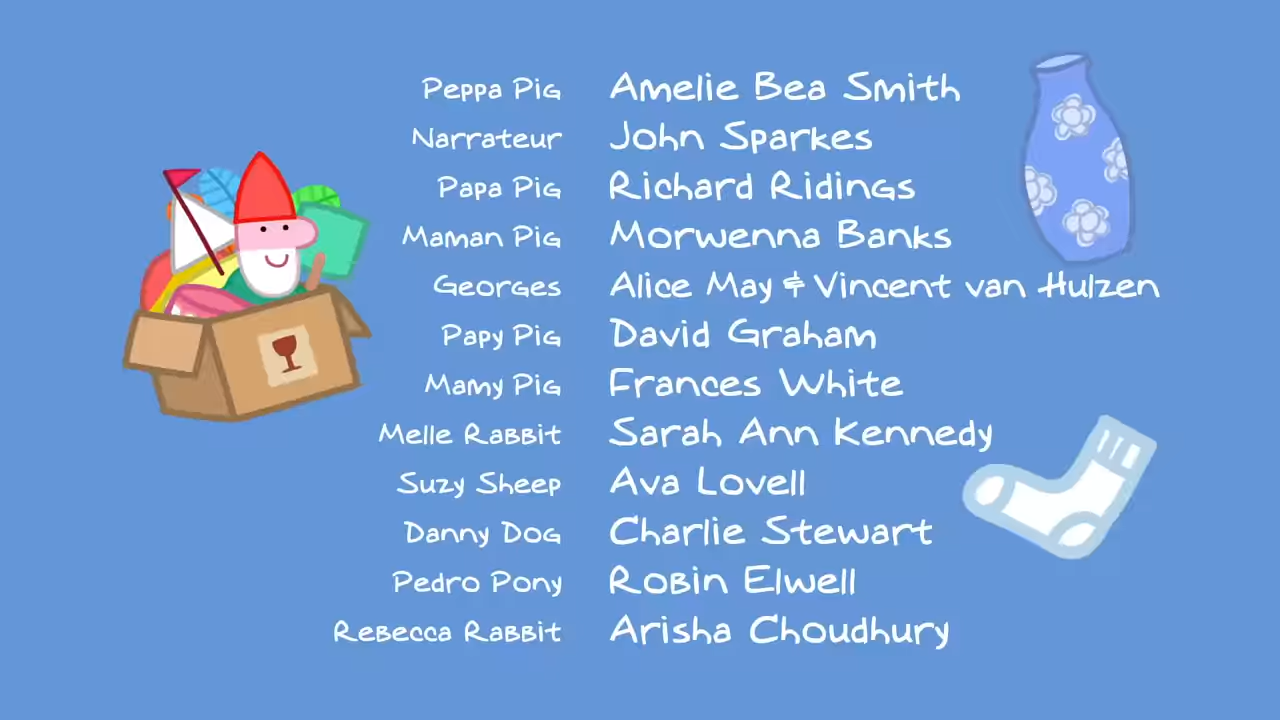 Peppa Pig Amelie Bea Smith
Narrateur John Sparkes
Papa Pig Richard Ridings
Maman Pig Morwenna Banks
Georges Alice May & Vincent van Hulzen
Papy Pig David Graham
Mamy Pig Frances White
Melle Rabbit Sarah Ann Kennedy
Suzy Sheep Ava Lovell
Danny Dog Charlie Stewart
Pedro Pony Robin Elwell
Rebecca Rabbit Arisha Choudhury